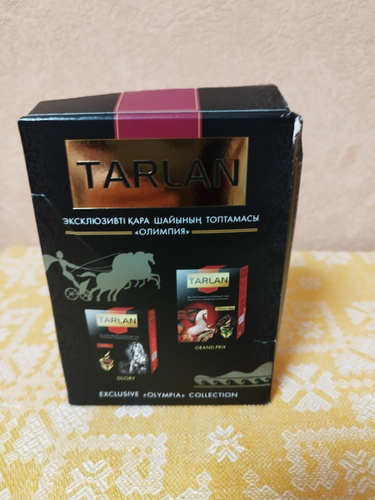 TARLAN
ЭКСКЛЮЗИВТІ ҚАРА ШАЙЫНЫҢ ТОПТАМАСЫ
«ОЛИМПИЯ»
TARLAN
TARLAN
GRAND-PRIX
GLORY
EXCLUSIVE «OLYMPIA» COLLECTION